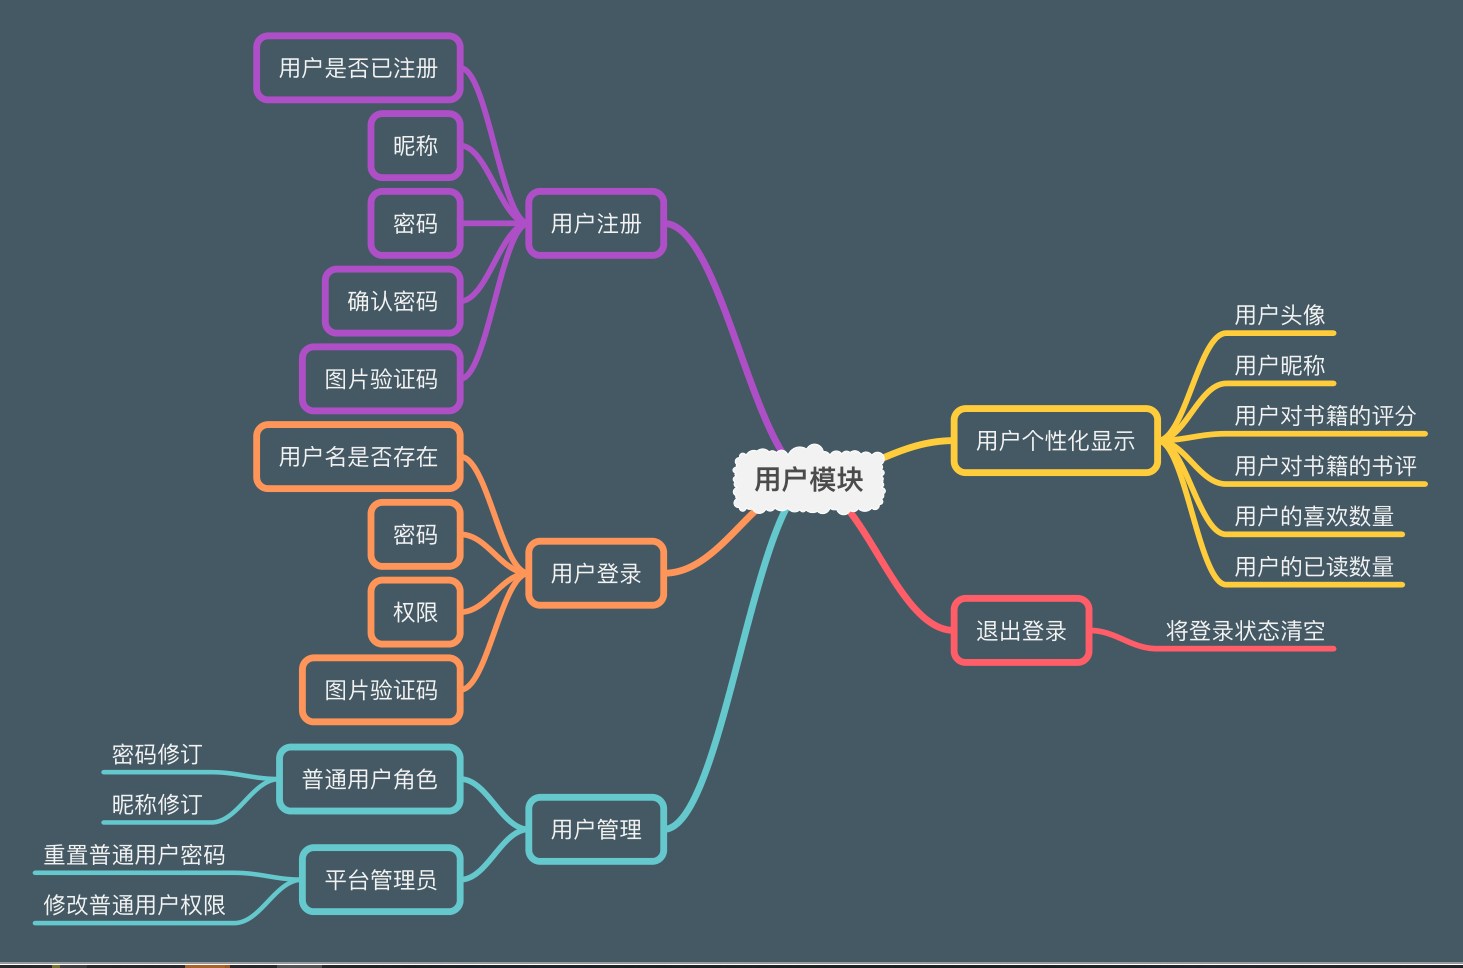 用户模块
用户注册
用户是否已注册
昵称
密码
确认密码
图片验证码
用户登录
用户名是否存在
密码
权限
图片验证码
用户管理
普通用户角色
密码修订
昵称修订
平台管理员
重置普通用户密码
修改普通用户权限
用户个性化显示
用户头像
用户昵称
用户对书籍的评分
用户对书籍的书评
用户的喜欢数量
用户的已读数量
退出登录
将登录状态清空